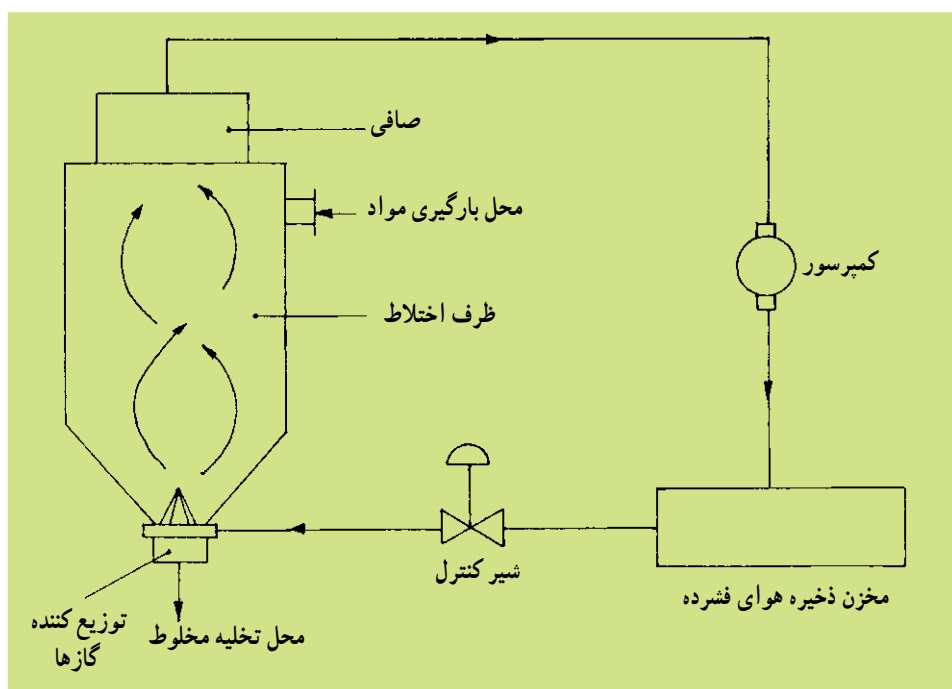 صافی
محل بارگیری مواد
کمپرسور
ظرف اختلاط
شیر کنترل
مخزن ذخیره هوای فشرده
توزیع کننده
گازها
محل تخلیه مخلوط